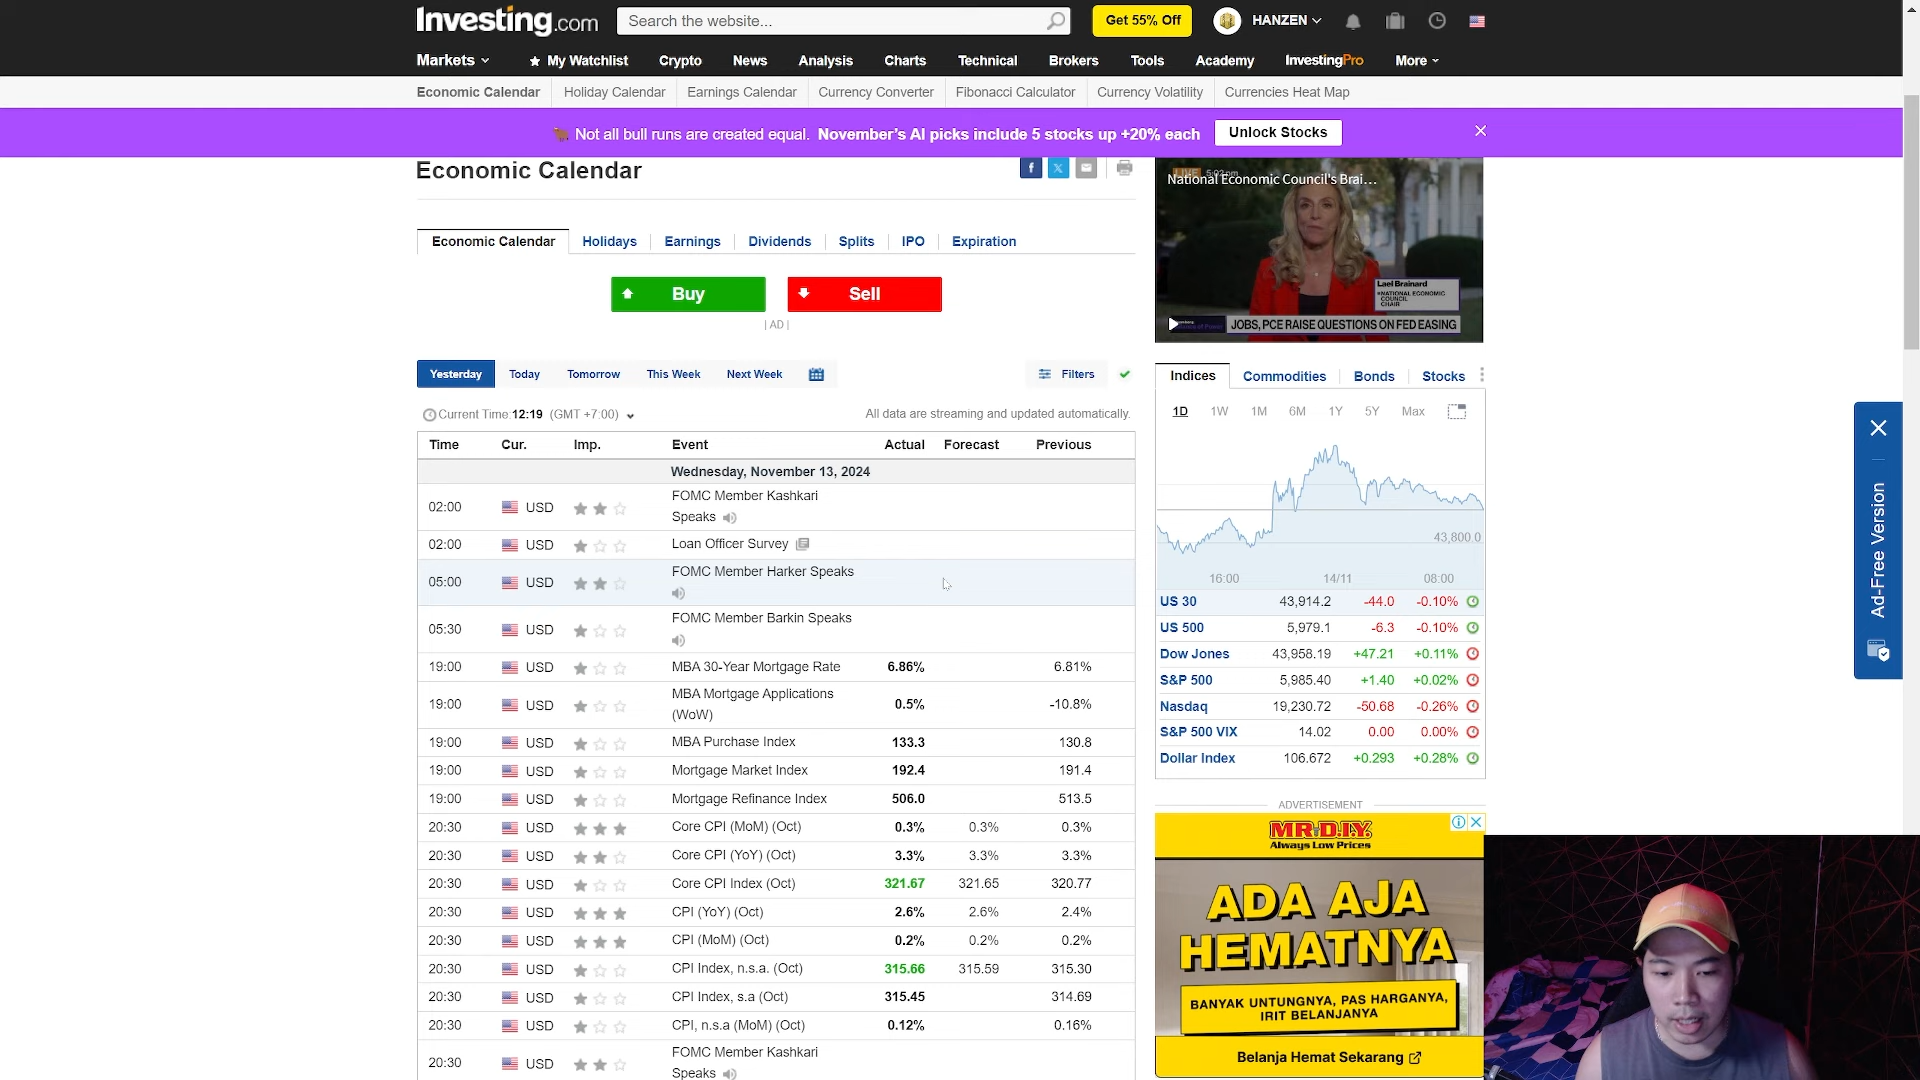 Investing.com
Search the website...
Get 55% Off
HANZEN
Markets
My Watchlist
Crypto
News
Analysis
Charts
Technical
Brokers
Tools
Academy
InvestingPro
More
Economic Calendar
Holiday Calendar
Earnings Calendar
Currency Converter
Fibonacci Calculator
Currency Volatility
Currencies Heat Map
Not all bull runs are created equal. November's AI picks include 5 stocks up +20% each
Unlock Stocks
Economic Calendar
Economic Calendar
Holidays
Earnings
Dividends
Splits
IPO
Expiration
Buy
Sell
| AD |
Yesterday
Today
Tomorrow
This Week
Next Week
Filters
Current Time: 12:19 (GMT +7:00)
All data are streaming and updated automatically.
Time Cur. Imp. Event Actual Forecast Previous
Wednesday, November 13, 2024
02:00 USD FOMC Member Kashkari
Speaks
02:00 USD Loan Officer Survey
05:00 USD FOMC Member Harker Speaks
05:30 USD FOMC Member Barkin Speaks
19:00 USD MBA 30-Year Mortgage Rate 6.86% 6.81%
19:00 USD MBA Mortgage Applications
(WoW) 0.5% -10.8%
19:00 USD MBA Purchase Index 133.3 130.8
19:00 USD Mortgage Market Index 192.4 191.4
19:00 USD Mortgage Refinance Index 506.0 513.5
20:30 USD Core CPI (MoM) (Oct) 0.3% 0.3% 0.3%
20:30 USD Core CPI (YoY) (Oct) 3.3% 3.3% 3.3%
20:30 USD Core CPI Index (Oct) 321.67 321.65 320.77
20:30 USD CPI (YoY) (Oct) 2.6% 2.6% 2.4%
20:30 USD CPI (MoM) (Oct) 0.2% 0.2% 0.2%
20:30 USD CPI Index, n.s.a. (Oct) 315.66 315.59 315.30
20:30 USD CPI Index, s.a (Oct) 315.45 314.69
20:30 USD CPI, n.s.a (MoM) (Oct) 0.12% 0.16%
20:30 USD FOMC Member Kashkari
Speaks
LIVE 5:03pm
National Economic Council's Brai...
Lael Brainard
NATIONAL ECONOMIC
COUNCIL
CHAIR
JOBS, PCE RAISE QUESTIONS ON FED EASING
Indices
Commodities
Bonds
Stocks
1D
1W
1M
6M
1Y
5Y
Max
43,800.0
16:00
14/11
08:00
US 30 43,914.2 -44.0 -0.10%
US 500 5,979.1 -6.3 -0.10%
Dow Jones 43,958.19 +47.21 +0.11%
S&P 500 5,985.40 +1.40 +0.02%
Nasdaq 19,230.72 -50.68 -0.26%
S&P 500 VIX 14.02 0.00 0.00%
Dollar Index 106.672 +0.293 +0.28%
ADVERTISEMENT
MR.D.I.Y.
Always Low Prices
ADA AJA
HEMATNYA
BANYAK UNTUNGNYA, PAS HARGANYA,
IRIT BELANJANYA
Belanja Hemat Sekarang
Ad-Free Version